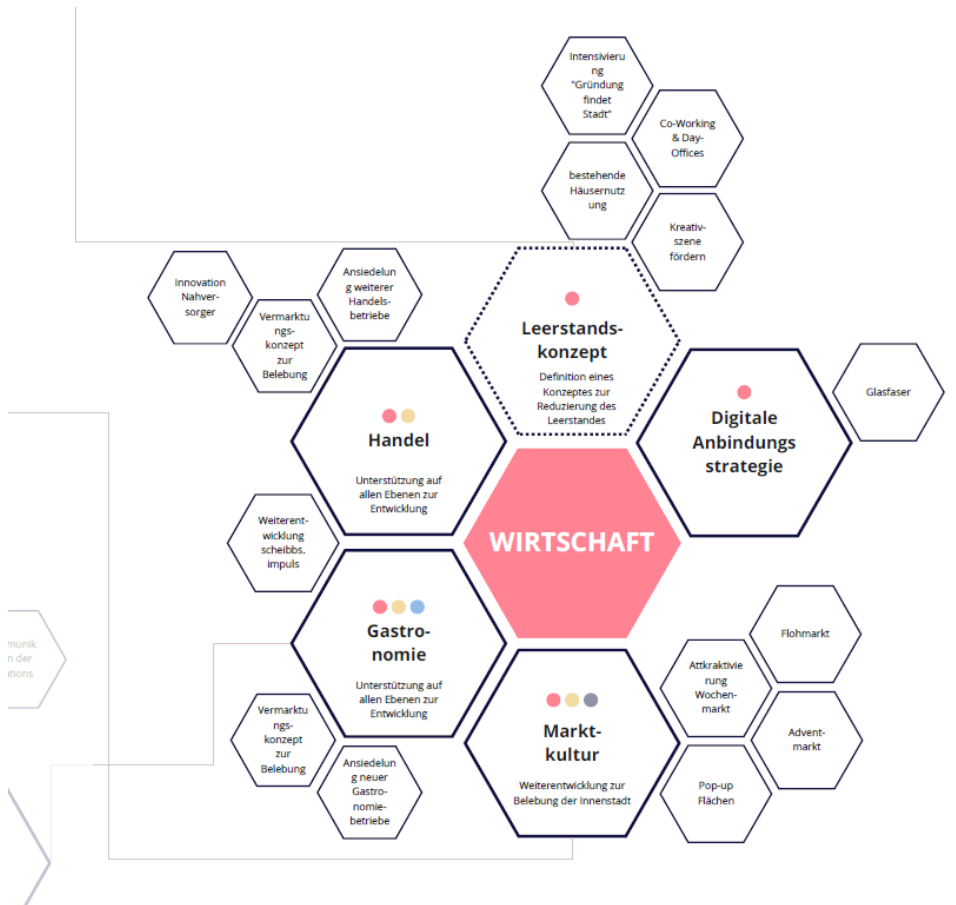 Intensivieru
ng
"Gründung
findet
Stadt"
Co-Working
& Day-
Offices
bestehende
Häusernutz
ung
Kreativ-
szene
fördern
Innovation
Nahver-
sorger
Ansiedelun
g weiterer
Handels-
betriebe
Vermarktu
ngs-
konzept
zur
Belebung
Leerstands-
konzept
Definition eines
Konzeptes zur
Reduzierung des
Leerstandes
Glasfaser
Digitale
Anbindungs
strategie
Handel
Unterstützung auf
allen Ebenen zur
Entwicklung
WIRTSCHAFT
Weiterent-
wicklung
scheibbs.
impuls
Gastro-
nomie
Unterstützung auf
allen Ebenen zur
Entwicklung
munik
n der
ations
Flohmarkt
Attkraktivie
rung
Wochen-
markt
Advent-
markt
Pop-up
Flächen
Markt-
kultur
Weiterentwicklung zur
Belebung der Innenstadt
Vermarktu
ngs-
konzept
zur
Belebung
Ansiedelun
g neuer
Gastro-
nomie-
betriebe